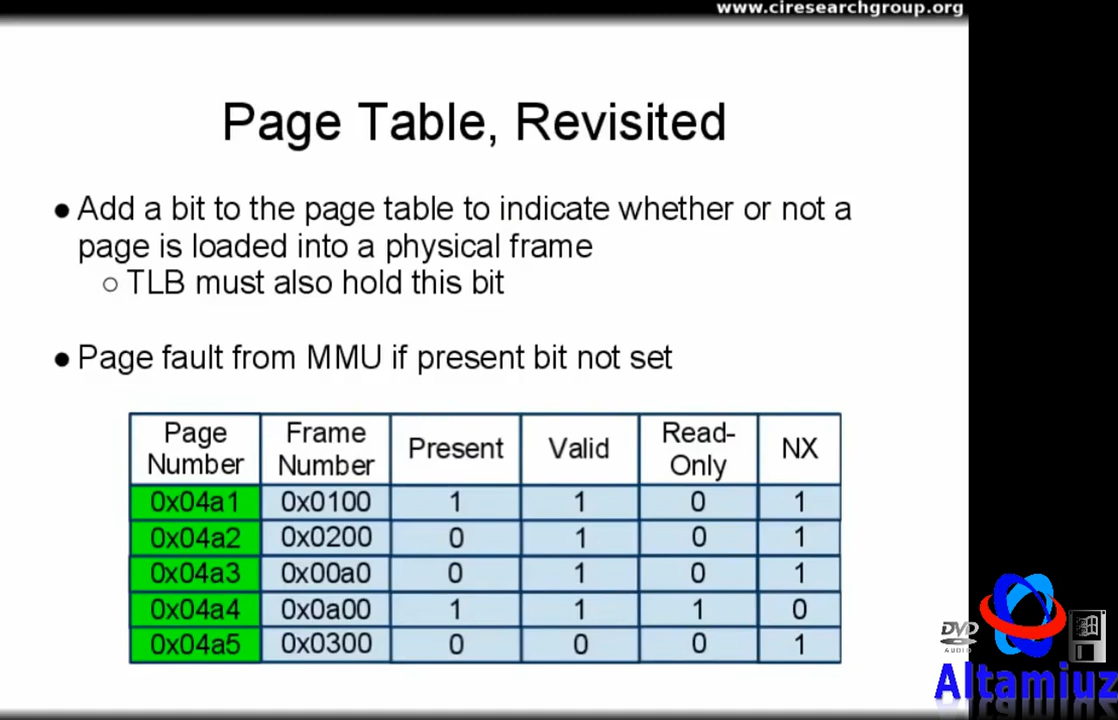 www.ciresearchgroup.org
Page Table, Revisited
● Add a bit to the page table to indicate whether or not a
page is loaded into a physical frame
○ TLB must also hold this bit
● Page fault from MMU if present bit not set
Page Number Frame Number Present Valid Read-Only NX
0x04a1 0x0100 1 1 0 1
0x04a2 0x0200 0 1 0 1
0x04a3 0x00a0 0 1 0 1
0x04a4 0x0a00 1 1 1 0
0x04a5 0x0300 0 0 0 1
DVD
AUDIO
Altamiuz